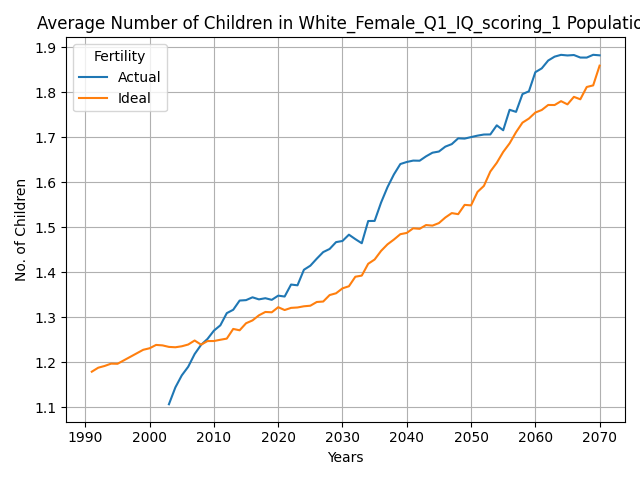 Average Number of Children in White_Female_Q1_IQ_scoring_1 Populatio
Fertility
Actual
Ideal
No. of Children
1.9
1.8
1.7
1.6
1.5
1.4
1.3
1.2
1.1
1990 2000 2010 2020 2030 2040 2050 2060 2070
Years